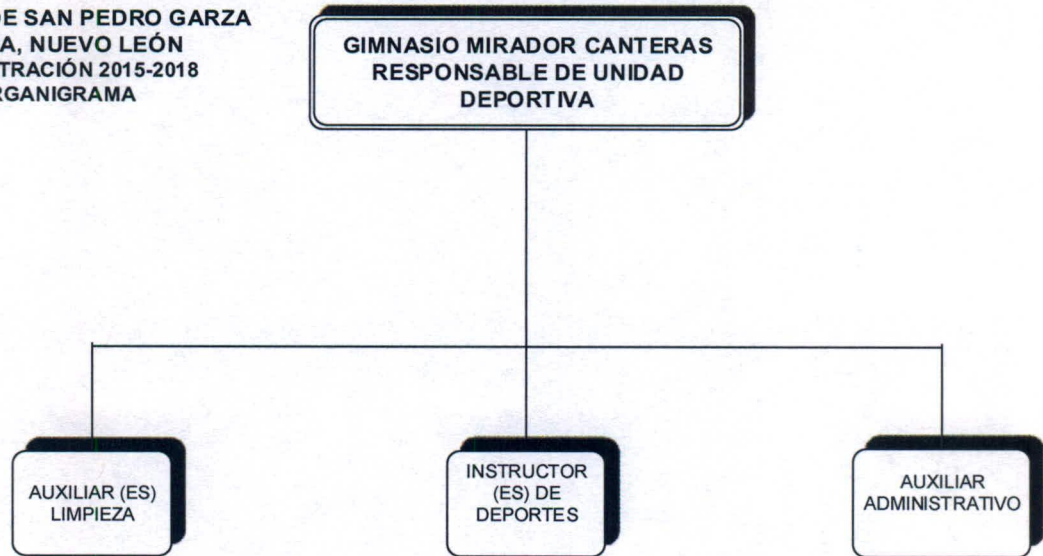 DE SAN PEDRO GARZA
A, NUEVO LEÓN
TRACIÓN 2015-2018
RGANIGRAMA
GIMNASIO MIRADOR CANTERAS
RESPONSABLE DE UNIDAD
DEPORTIVA
AUXILIAR (ES)
LIMPIEZA
INSTRUCTOR
(ES) DE
DEPORTES
AUXILIAR
ADMINISTRATIVO